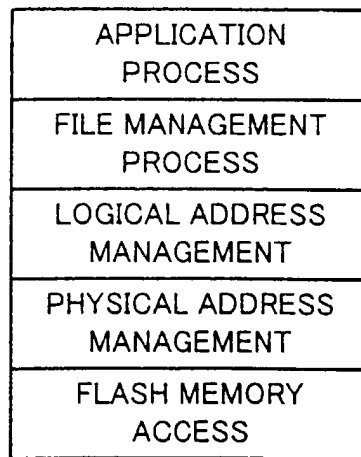 APPLICATION
PROCESS
FILE MANAGEMENT
PROCESS
LOGICAL ADDRESS
MANAGEMENT
PHYSICAL ADDRESS
MANAGEMENT
FLASH MEMORY
ACCESS